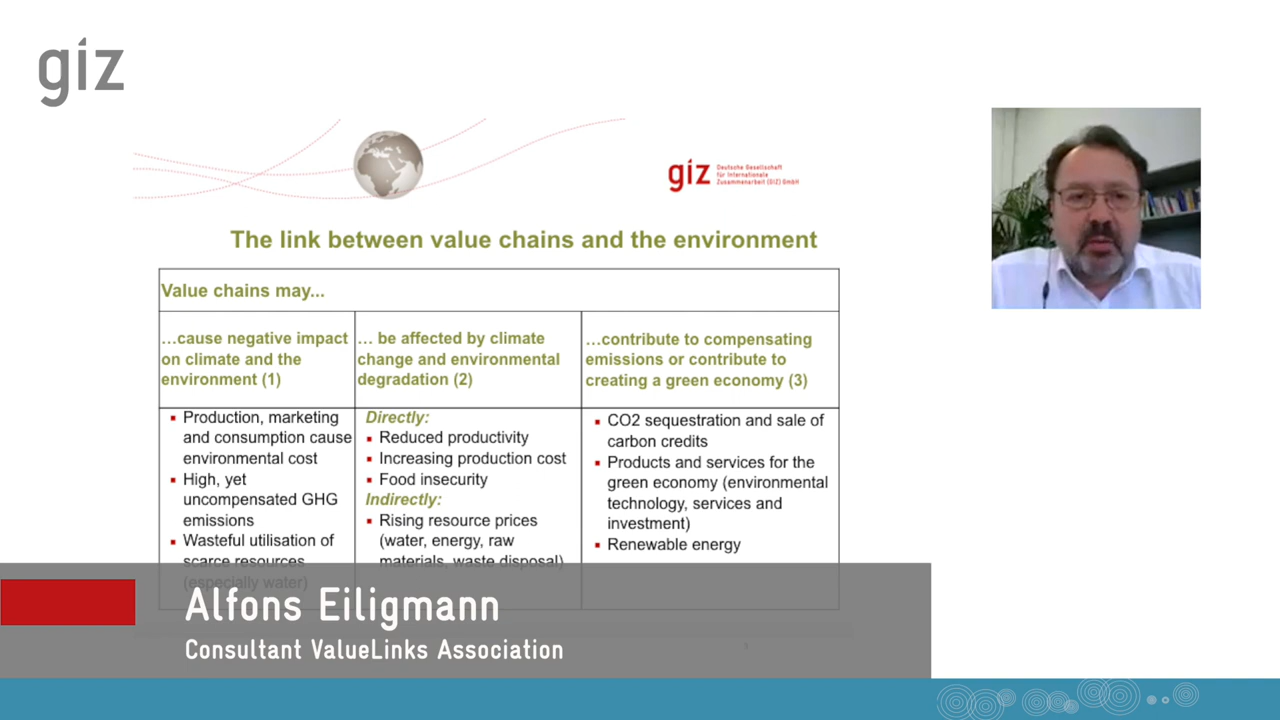 giz
giz
Deutsche Gesellschaft
für Internationale
Zusammenarbeit (GIZ) GmbH
The link between value chains and the environment
Value chains may...
...cause negative impact
on climate and the
environment (1)
... be affected by climate
change and environmental
degradation (2)
...contribute to compensating
emissions or contribute to
creating a green economy (3)
Production, marketing
and consumption cause
environmental cost
High, yet
uncompensated GHG
emissions
Wasteful utilisation of
scarce resources
(especially water)
Directly:
Reduced productivity
Increasing production cost
Food insecurity
Indirectly:
Rising resource prices
(water, energy, raw
materials, waste disposal)
CO2 sequestration and sale of
carbon credits
Products and services for the
green economy (environmental
technology, services and
investment)
Renewable energy
Alfons Eiligmann
Consultant ValueLinks Association